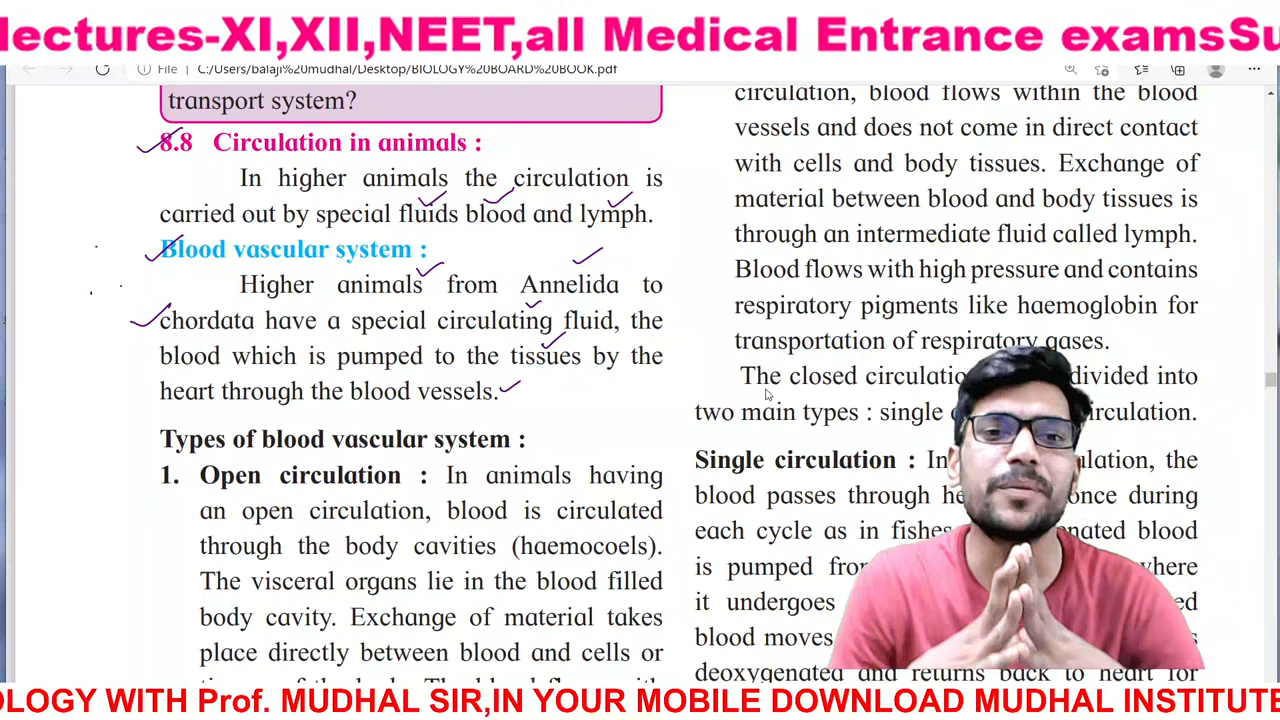 lectures-XI,XII,NEET,all Medical Entrance examsSu
File C:/Users/balaji%20mudhal/Desktop/BIOLOGY%20BOARD%20BOOK.pdf
transport system?
8.8 Circulation in animals :
In higher animals the circulation is
carried out by special fluids blood and lymph.
Blood vascular system :
Higher animals from Annelida to
chordata have a special circulating fluid, the
blood which is pumped to the tissues by the
heart through the blood vessels.
Types of blood vascular system :
1. Open circulation : In animals having
an open circulation, blood is circulated
through the body cavities (haemocoels).
The visceral organs lie in the blood filled
body cavity. Exchange of material takes
place directly between blood and cells or
circulation, blood flows within the blood
vessels and does not come in direct contact
with cells and body tissues. Exchange of
material between blood and body tissues is
through an intermediate fluid called lymph.
Blood flows with high pressure and contains
respiratory pigments like haemoglobin for
transportation of respiratory gases.
The closed circulatio divided into
two main types : single irculation.
Single circulation : In ulation, the
blood passes through he once during
each cycle as in fishes nated blood
is pumped from where
it undergoes ed
blood moves
deoxygenated and returns back to heart for
OLOGY WITH Prof. MUDHAL SIR,IN YOUR MOBILE DOWNLOAD MUDHAL INSTITUTE